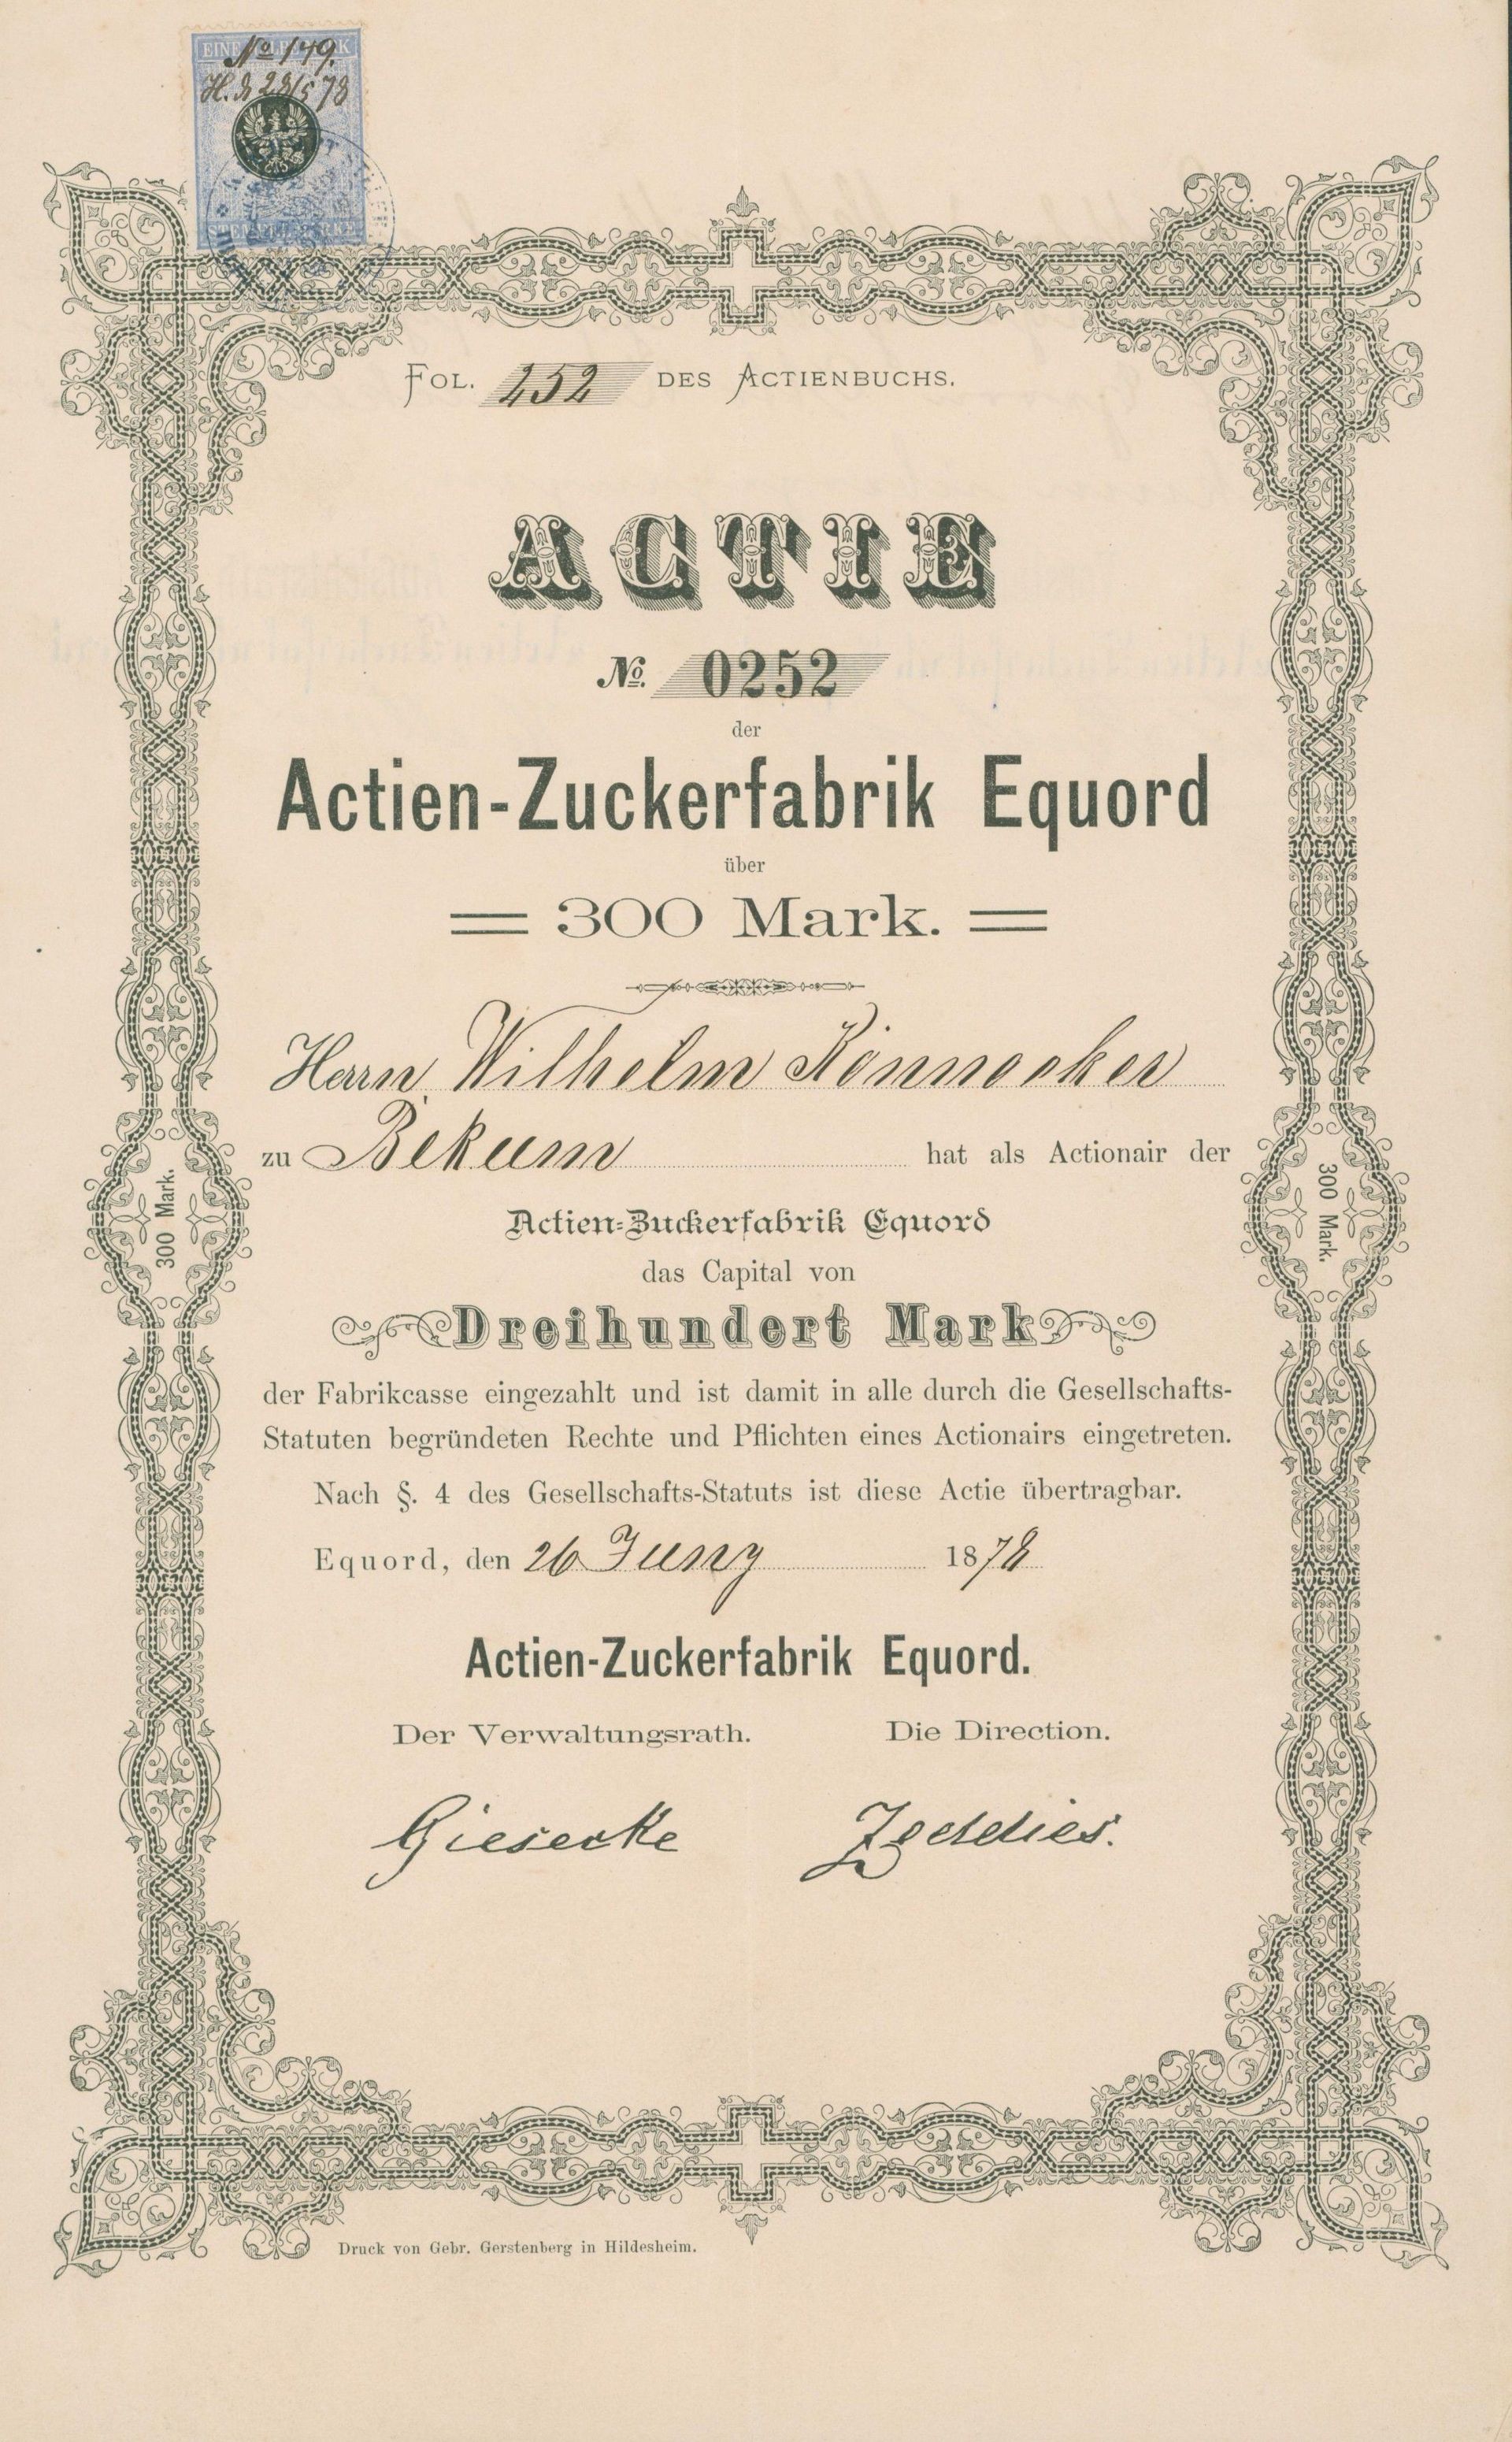 No 149.
FOL. 252 DES ACTIENBUCHS.
ACTIE
No. 0252
der
Actien-Zuckerfabrik Equord
über
300 Mark.
Herrn Wilhelm Könnecker
zu Bekum hat als Actionair der
Actien-Zuckerfabrik Equord
das Capital von
Dreihundert Mark
der Fabrikcasse eingezahlt und ist damit in alle durch die Gesellschafts-
Statuten begründeten Rechte und Pflichten eines Actionairs eingetreten.
Nach §. 4 des Gesellschafts-Statuts ist diese Actie übertragbar.
Equord, den 26 Juny 1878
Actien-Zuckerfabrik Equord.
Der Verwaltungsrath. Die Direction.
Giesecke Zeddies.
300 Mark.
300 Mark.
Druck von Gebr. Gerstenberg in Hildesheim.